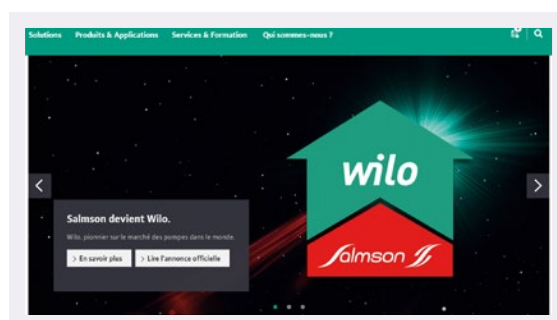 Solutions Produits & Applications Services & Formation Qui sommes-nous ?
wilo
Salmson
Salmson devient Wilo.
Wilo, pionnier sur le marché des pompes dans le monde.
> En savoir plus > Lire l'annonce officielle